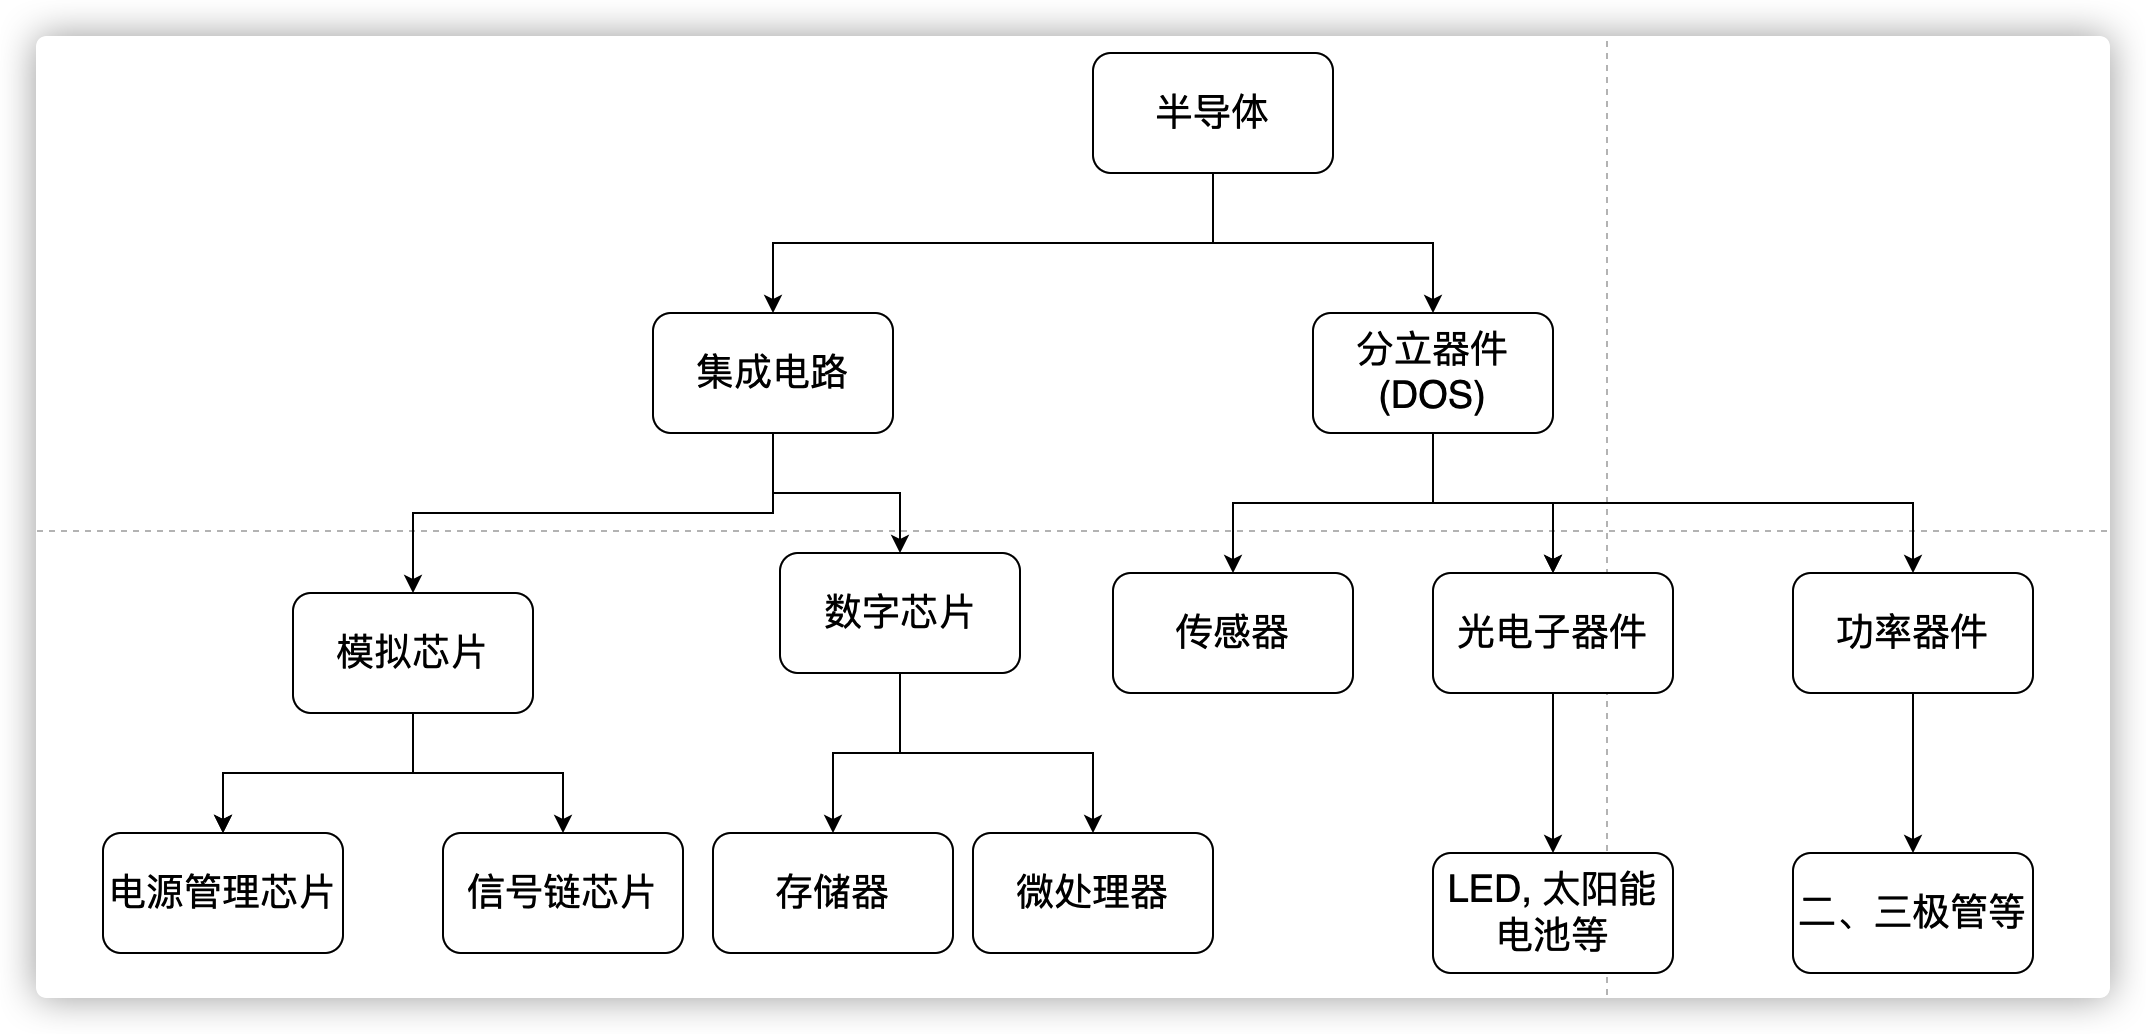 半导体
集成电路
分立器件
(DOS)
模拟芯片
数字芯片
传感器
光电子器件
功率器件
电源管理芯片
信号链芯片
存储器
微处理器
LED, 太阳能
电池等
二、三极管等